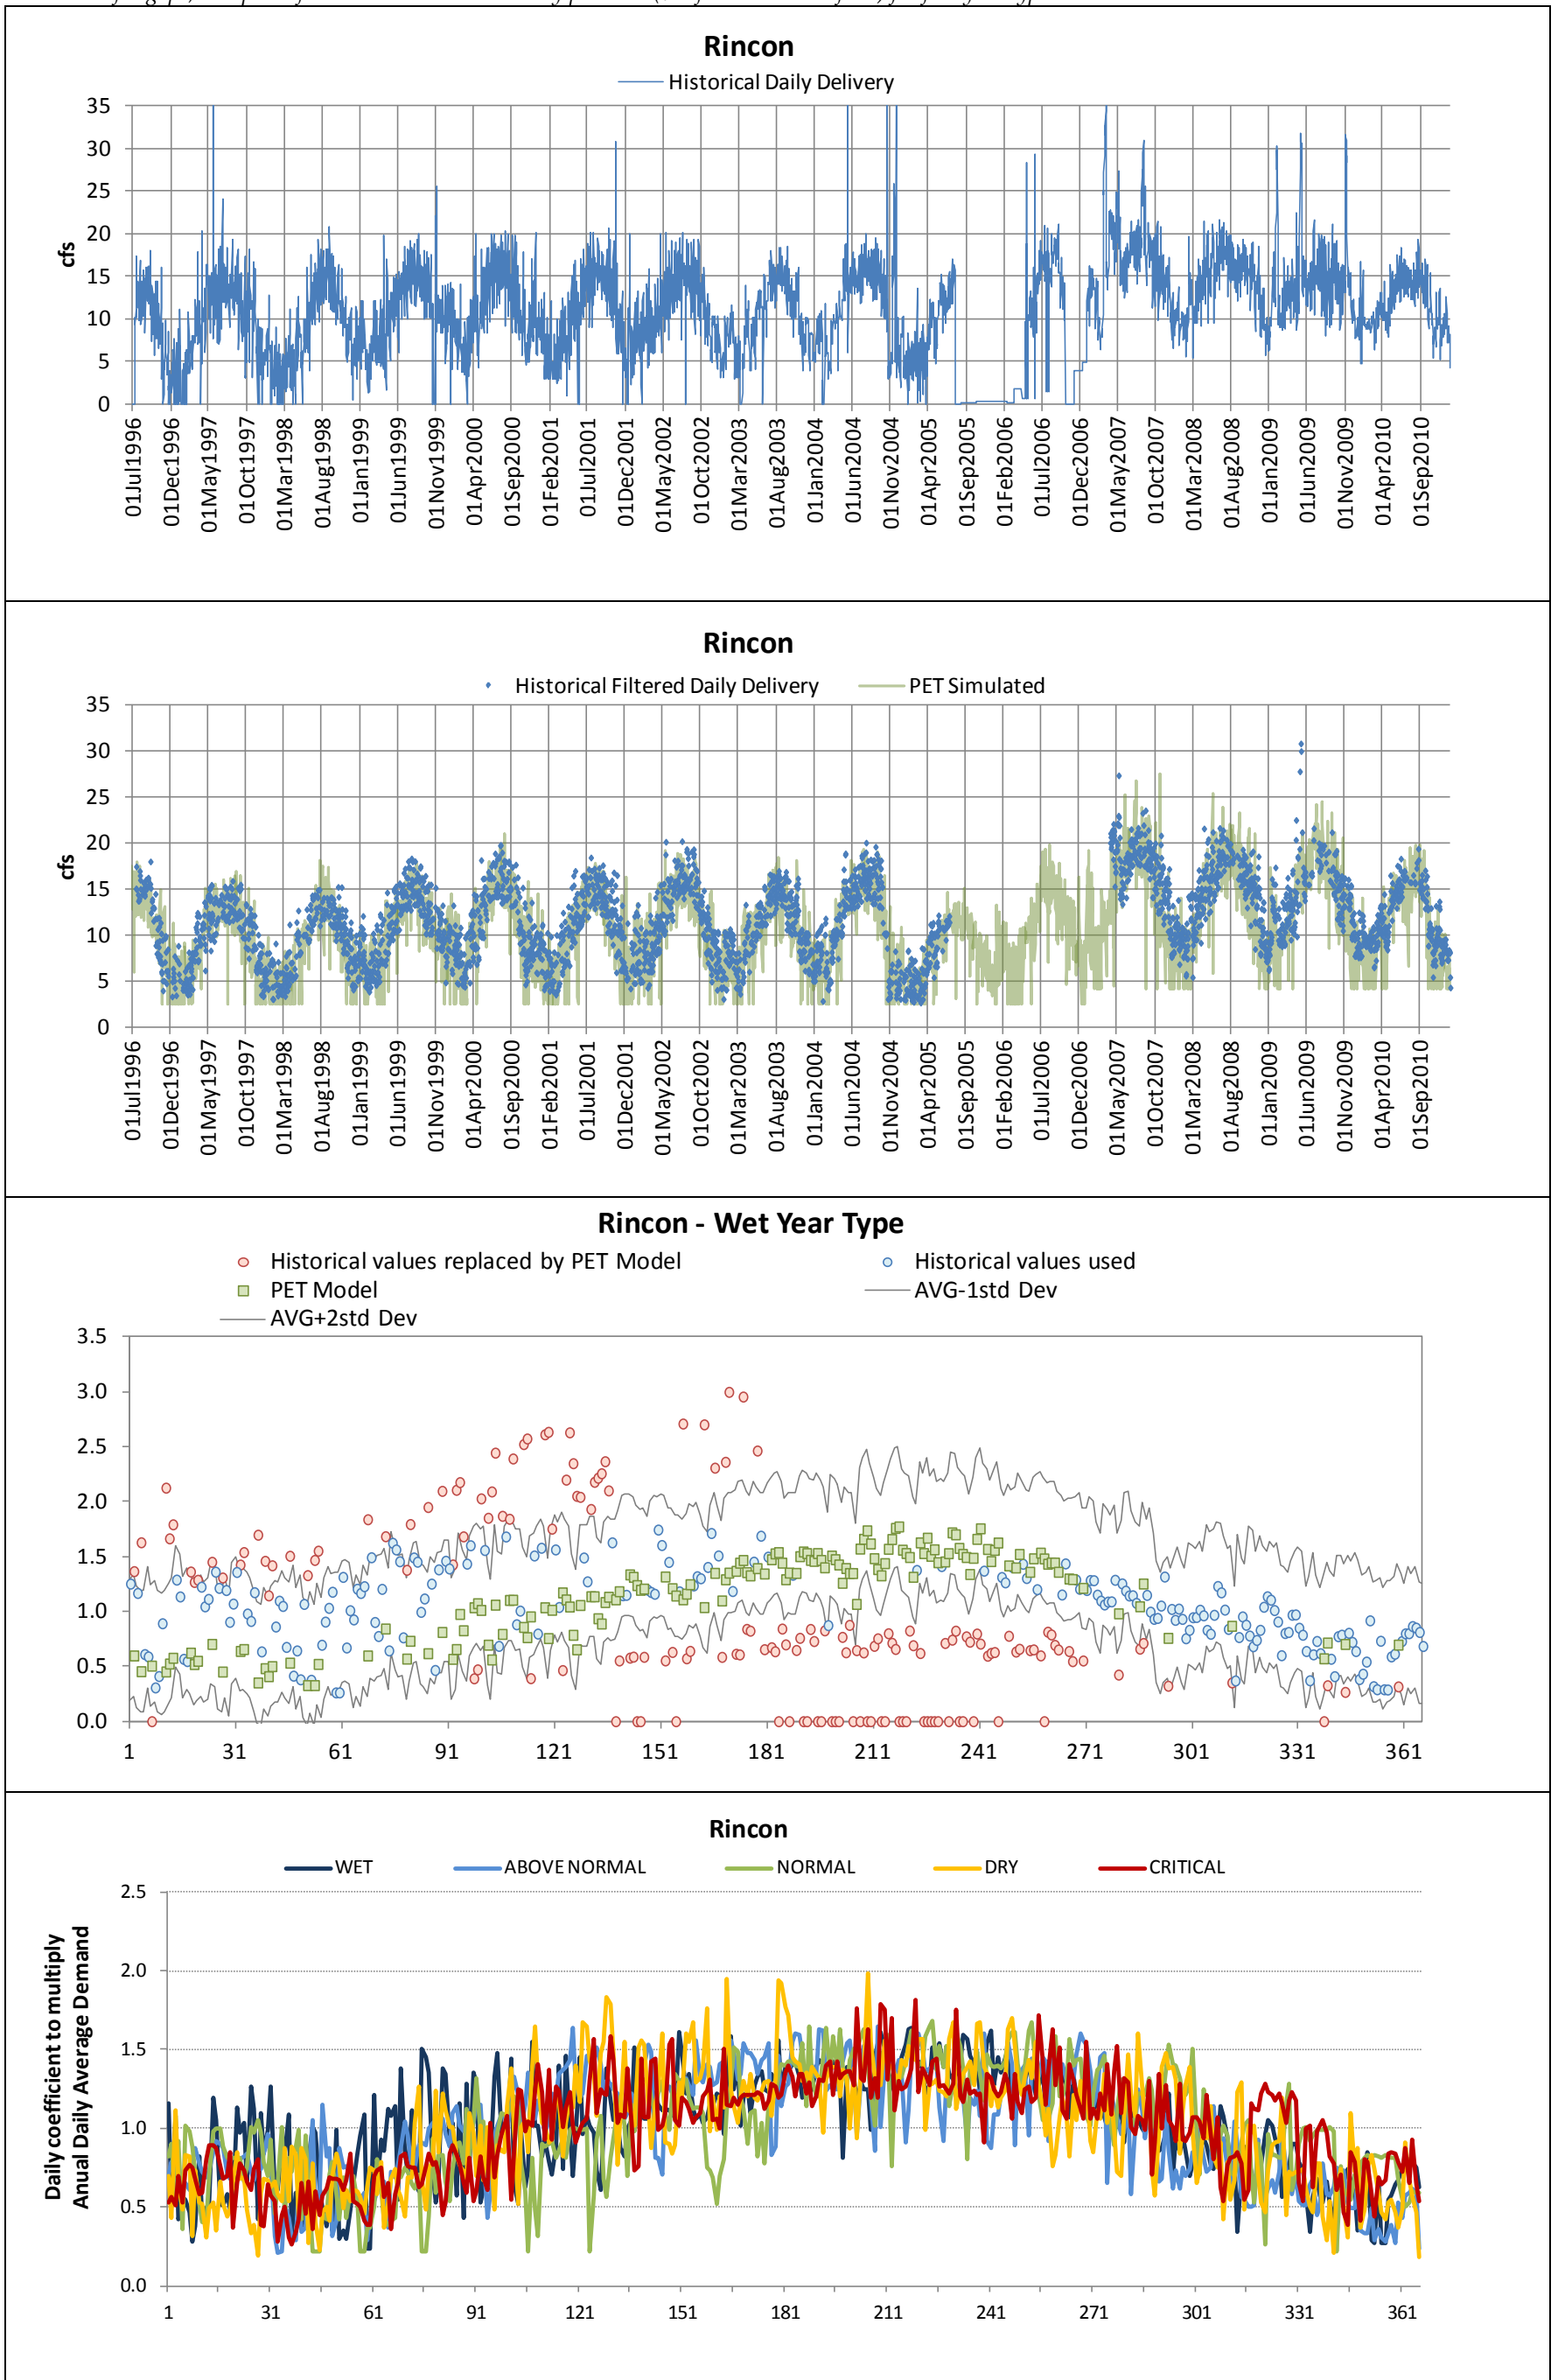 Rincon
Historical Daily Delivery
cfs
35
30
25
20
15
10
5
0
01Jul1996
01Dec1996
01May1997
01Oct1997
01Mar1998
01Aug1998
01Jan1999
01Jun1999
01Nov1999
01Apr2000
01Sep2000
01Feb2001
01Jul2001
01Dec2001
01May2002
01Oct2002
01Mar2003
01Aug2003
01Jan2004
01Jun2004
01Nov2004
01Apr2005
01Sep2005
01Feb2006
01Jul2006
01Dec2006
01May2007
01Oct2007
01Mar2008
01Aug2008
01Jan2009
01Jun2009
01Nov2009
01Apr2010
01Sep2010
Rincon
Historical Filtered Daily Delivery PET Simulated
cfs
35
30
25
20
15
10
5
0
01Jul1996
01Dec1996
01May1997
01Oct1997
01Mar1998
01Aug1998
01Jan1999
01Jun1999
01Nov1999
01Apr2000
01Sep2000
01Feb2001
01Jul2001
01Dec2001
01May2002
01Oct2002
01Mar2003
01Aug2003
01Jan2004
01Jun2004
01Nov2004
01Apr2005
01Sep2005
01Feb2006
01Jul2006
01Dec2006
01May2007
01Oct2007
01Mar2008
01Aug2008
01Jan2009
01Jun2009
01Nov2009
01Apr2010
01Sep2010
Rincon - Wet Year Type
Historical values replaced by PET Model Historical values used
PET Model AVG-1std Dev
AVG+2std Dev
3.5
3.0
2.5
2.0
1.5
1.0
0.5
0.0
1 31 61 91 121 151 181 211 241 271 301 331 361
Rincon
WET ABOVE NORMAL NORMAL DRY CRITICAL
Daily coefficient to multiply
Anual Daily Average Demand
2.5
2.0
1.5
1.0
0.5
0.0
1 31 61 91 121 151 181 211 241 271 301 331 361